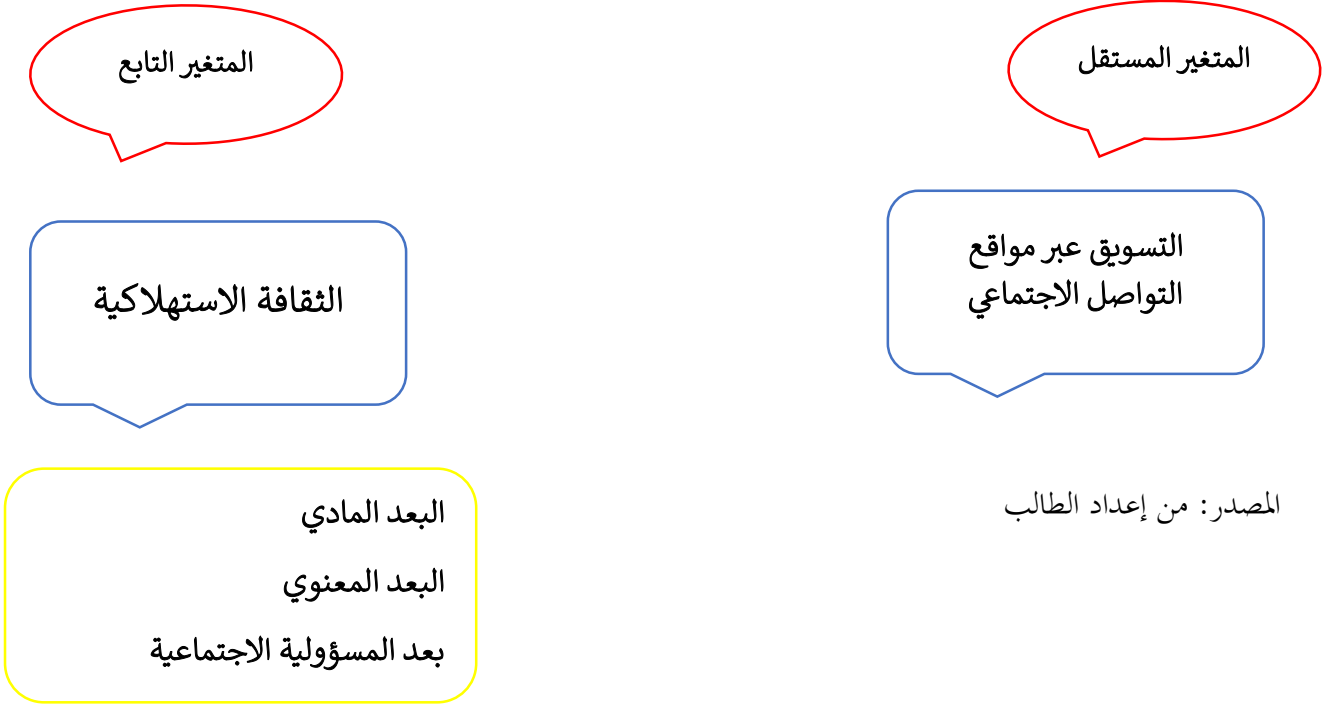 المتغير المستقل
المتغير التابع
التسويق عبر مواقع
التواصل الاجتماعي
الثقافة الاستهلاكية
البعد المادي
البعد المعنوي
بعد المسؤولية الاجتماعية
المصدر: من إعداد الطالب